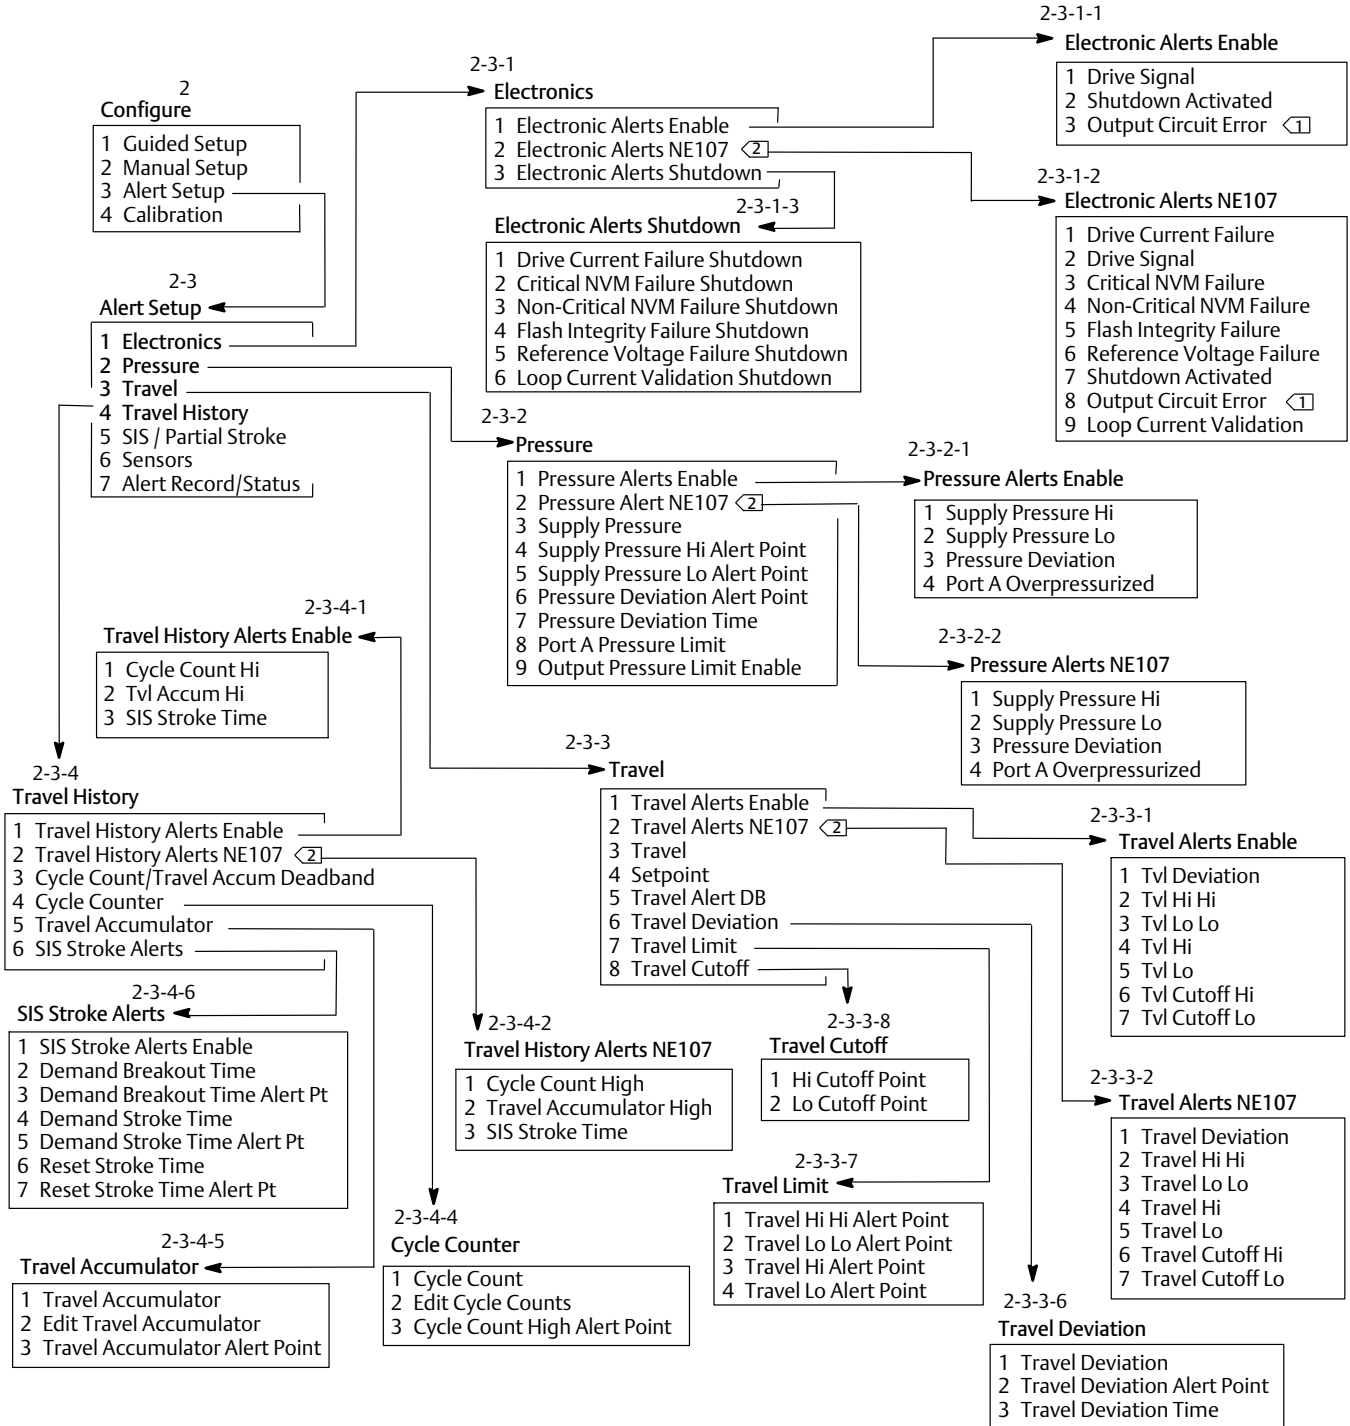 2
Configure
1 Guided Setup
2 Manual Setup
3 Alert Setup
4 Calibration
2-3
Alert Setup
1 Electronics
2 Pressure
3 Travel
4 Travel History
5 SIS / Partial Stroke
6 Sensors
7 Alert Record/Status
2-3-1
Electronics
1 Electronic Alerts Enable
2 Electronic Alerts NE107 2
3 Electronic Alerts Shutdown
2-3-1-1
Electronic Alerts Enable
1 Drive Signal
2 Shutdown Activated
3 Output Circuit Error 1
2-3-1-2
Electronic Alerts NE107
1 Drive Current Failure
2 Drive Signal
3 Critical NVM Failure
4 Non-Critical NVM Failure
5 Flash Integrity Failure
6 Reference Voltage Failure
7 Shutdown Activated
8 Output Circuit Error 1
9 Loop Current Validation
2-3-1-3
Electronic Alerts Shutdown
1 Drive Current Failure Shutdown
2 Critical NVM Failure Shutdown
3 Non-Critical NVM Failure Shutdown
4 Flash Integrity Failure Shutdown
5 Reference Voltage Failure Shutdown
6 Loop Current Validation Shutdown
2-3-2
Pressure
1 Pressure Alerts Enable
2 Pressure Alert NE107 2
3 Supply Pressure
4 Supply Pressure Hi Alert Point
5 Supply Pressure Lo Alert Point
6 Pressure Deviation Alert Point
7 Pressure Deviation Time
8 Port A Pressure Limit
9 Output Pressure Limit Enable
2-3-2-1
Pressure Alerts Enable
1 Supply Pressure Hi
2 Supply Pressure Lo
3 Pressure Deviation
4 Port A Overpressurized
2-3-2-2
Pressure Alerts NE107
1 Supply Pressure Hi
2 Supply Pressure Lo
3 Pressure Deviation
4 Port A Overpressurized
2-3-4-1
Travel History Alerts Enable
1 Cycle Count Hi
2 Tvl Accum Hi
3 SIS Stroke Time
2-3-4
Travel History
1 Travel History Alerts Enable
2 Travel History Alerts NE107 2
3 Cycle Count/Travel Accum Deadband
4 Cycle Counter
5 Travel Accumulator
6 SIS Stroke Alerts
2-3-3
Travel
1 Travel Alerts Enable
2 Travel Alerts NE107 2
3 Travel
4 Setpoint
5 Travel Alert DB
6 Travel Deviation
7 Travel Limit
8 Travel Cutoff
2-3-3-1
Travel Alerts Enable
1 Tvl Deviation
2 Tvl Hi Hi
3 Tvl Lo Lo
4 Tvl Hi
5 Tvl Lo
6 Tvl Cutoff Hi
7 Tvl Cutoff Lo
2-3-4-6
SIS Stroke Alerts
1 SIS Stroke Alerts Enable
2 Demand Breakout Time
3 Demand Breakout Time Alert Pt
4 Demand Stroke Time
5 Demand Stroke Time Alert Pt
6 Reset Stroke Time
7 Reset Stroke Time Alert Pt
2-3-4-2
Travel History Alerts NE107
1 Cycle Count High
2 Travel Accumulator High
3 SIS Stroke Time
2-3-3-8
Travel Cutoff
1 Hi Cutoff Point
2 Lo Cutoff Point
2-3-3-2
Travel Alerts NE107
1 Travel Deviation
2 Travel Hi Hi
3 Travel Lo Lo
4 Travel Hi
5 Travel Lo
6 Travel Cutoff Hi
7 Travel Cutoff Lo
2-3-3-7
Travel Limit
1 Travel Hi Hi Alert Point
2 Travel Lo Lo Alert Point
3 Travel Hi Alert Point
4 Travel Lo Alert Point
2-3-4-5
Travel Accumulator
1 Travel Accumulator
2 Edit Travel Accumulator
3 Travel Accumulator Alert Point
2-3-4-4
Cycle Counter
1 Cycle Count
2 Edit Cycle Counts
3 Cycle Count High Alert Point
2-3-3-6
Travel Deviation
1 Travel Deviation
2 Travel Deviation Alert Point
3 Travel Deviation Time